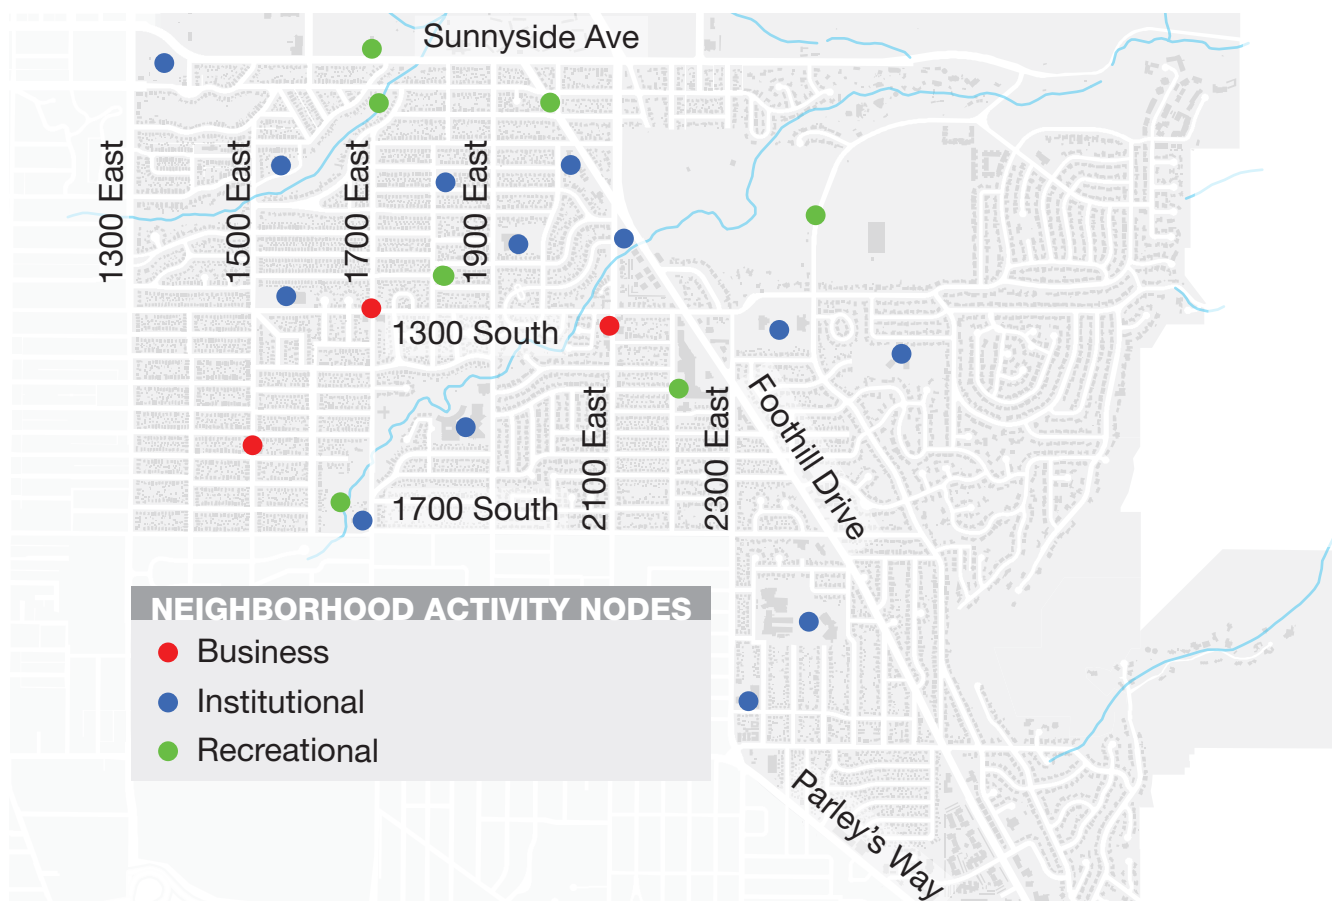 Sunnyside Ave
1300 East
1500 East
1700 East
1900 East
1300 South
2100 East
2300 East
Foothill Drive
1700 South
NEIGHBORHOOD ACTIVITY NODES
Business
Institutional
Recreational
Parley's Way